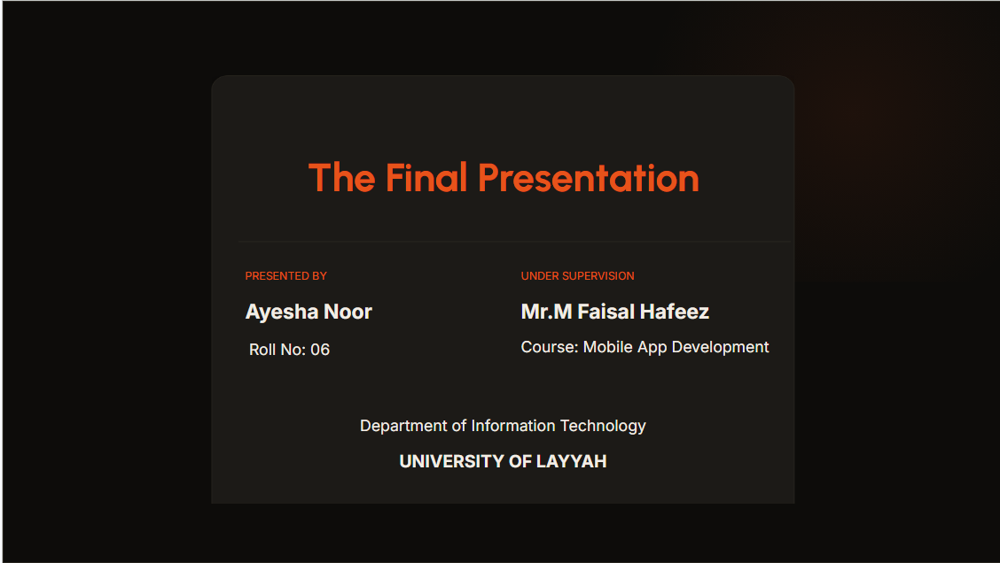 The Final Presentation
PRESENTED BY
Ayesha Noor
Roll No: 06
UNDER SUPERVISION
Mr.M Faisal Hafeez
Course: Mobile App Development
Department of Information Technology
UNIVERSITY OF LAYYAH